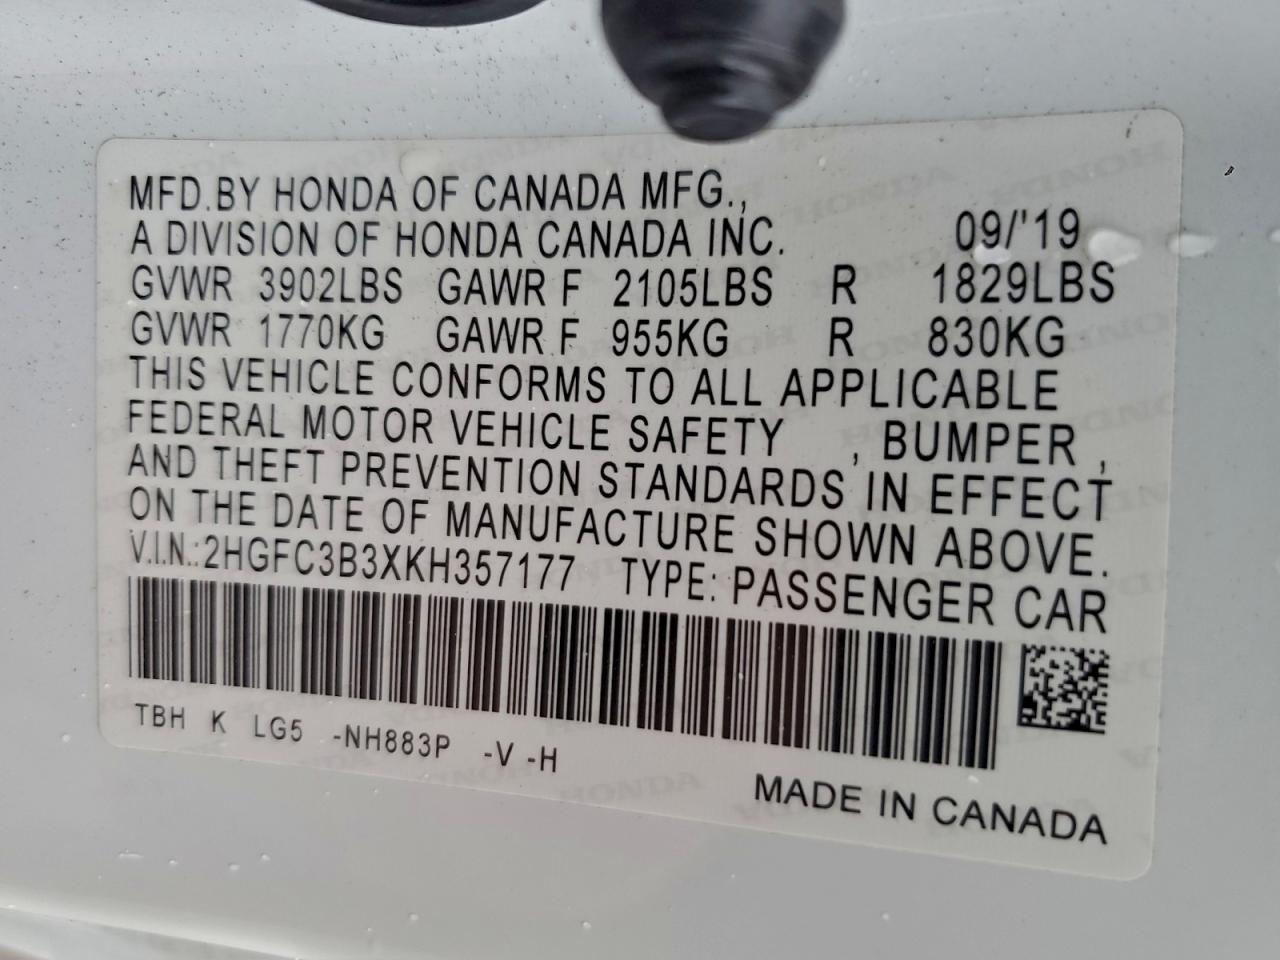 MFD.BY HONDA OF CANADA MFG.,
A DIVISION OF HONDA CANADA INC. 09/'19
GVWR 3902LBS GAWR F 2105LBS R 1829LBS
GVWR 1770KG GAWR F 955KG R 830KG
THIS VEHICLE CONFORMS TO ALL APPLICABLE
FEDERAL MOTOR VEHICLE SAFETY , BUMPER ,
AND THEFT PREVENTION STANDARDS IN EFFECT
ON THE DATE OF MANUFACTURE SHOWN ABOVE.
V.I.N.:2HGFC3B3XKH357177 TYPE: PASSENGER CAR
TBH K LG5 -NH883P -V -H
MADE IN CANADA